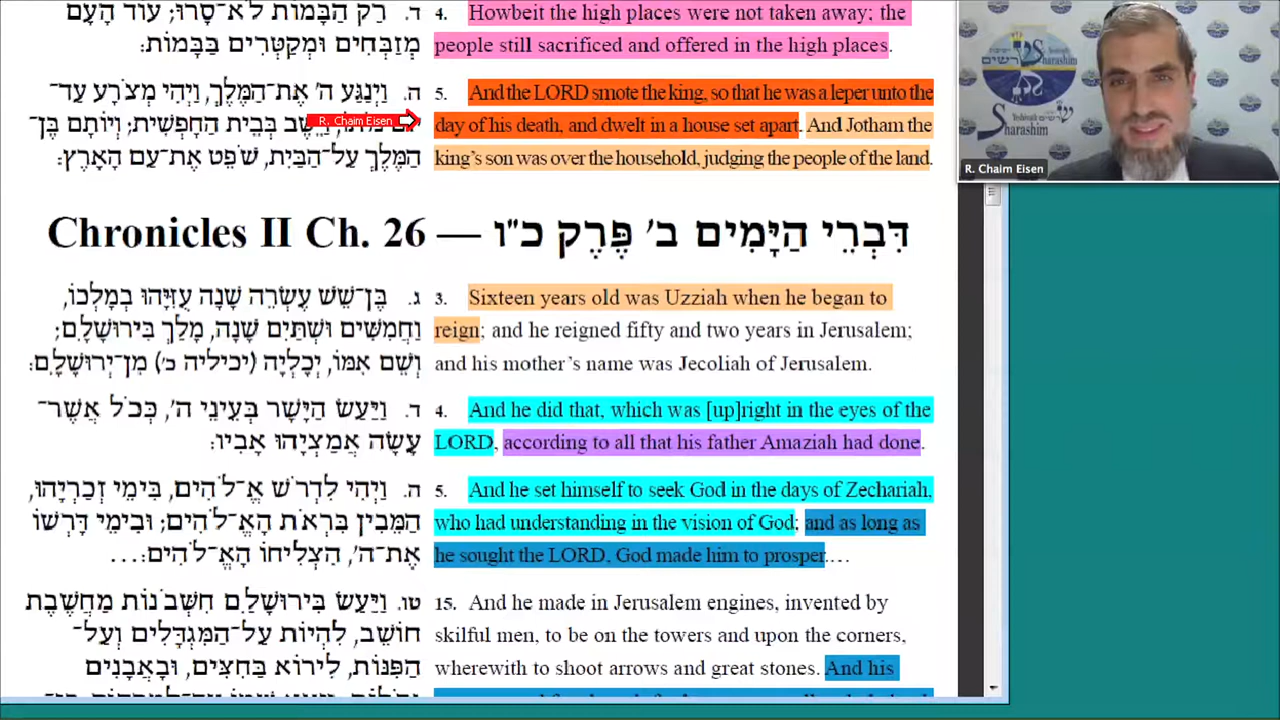 ד. רַק הַבָּמוֹת לֹא־סָרוּ; עוֹד הָעָם
מְזַבְּחִים וּמְקַטְּרִים בַּבָּמוֹת:
4. Howbeit the high places were not taken away; the
people still sacrificed and offered in the high places.
ה. וַיְנַגַּע ה' אֶת־הַמֶּלֶךְ, וַיְהִי מְצֹרָע עַד־
בְּבֵית הַחָפְשִׁית; וְיוֹתָם בֶּן־
הַמֶּלֶךְ עַל־הַבַּיִת, שֹׁפֵט אֶת־עַם הָאָרֶץ:
R. Chaim Eisen
5. And the LORD smote the king, so that he was a leper unto the
day of his death, and dwelt in a house set apart. And Jotham the
king's son was over the household, judging the people of the land.
Chronicles II Ch. 26 — דִּבְרֵי הַיָּמִים ב' פֶּרֶק כ"ו
ג. בֶּן־שֵׁשׁ עֶשְׂרֵה שָׁנָה עֻזִּיָּהוּ בְמָלְכוֹ,
וַחֲמִשִּׁים וּשְׁתַּיִם שָׁנָה, מָלַךְ בִּירוּשָׁלִָם;
וְשֵׁם אִמּוֹ, יְכָלְיָה (יכיליה כ') מִן־יְרוּשָׁלִָם:
3. Sixteen years old was Uzziah when he began to
reign; and he reigned fifty and two years in Jerusalem;
and his mother's name was Jecoliah of Jerusalem.
ד. וַיַּעַשׂ הַיָּשָׁר בְּעֵינֵי ה', כְּכֹל אֲשֶׁר־
עָשָׂה אֲמַצְיָהוּ אָבִיו:
4. And he did that, which was [up]right in the eyes of the
LORD, according to all that his father Amaziah had done.
ה. וַיְהִי לִדְרֹשׁ אֱ־לֹהִים, בִּימֵי זְכַרְיָהוּ,
הַמֵּבִין בִּרְאֹת הָאֱ־לֹהִים; וּבִימֵי דָּרְשׁוֹ
אֶת־ה', הִצְלִיחוֹ הָאֱ־לֹהִים:...
5. And he set himself to seek God in the days of Zechariah,
who had understanding in the vision of God; and as long as
he sought the LORD, God made him to prosper....
טו. וַיַּעַשׂ בִּירוּשָׁלִַם חִשְּׁבֹנוֹת מַחֲשֶׁבֶת
חוֹשֵׁב, לִהְיוֹת עַל־הַמִּגְדָּלִים וְעַל־
הַפִּנּוֹת, לִירוֹא בַּחִצִּים, וּבָאֲבָנִים
15. And he made in Jerusalem engines, invented by
skilful men, to be on the towers and upon the corners,
wherewith to shoot arrows and great stones. And his
Yeshivath
Sharashim
ישיבת
שרשים
R. Chaim Eisen